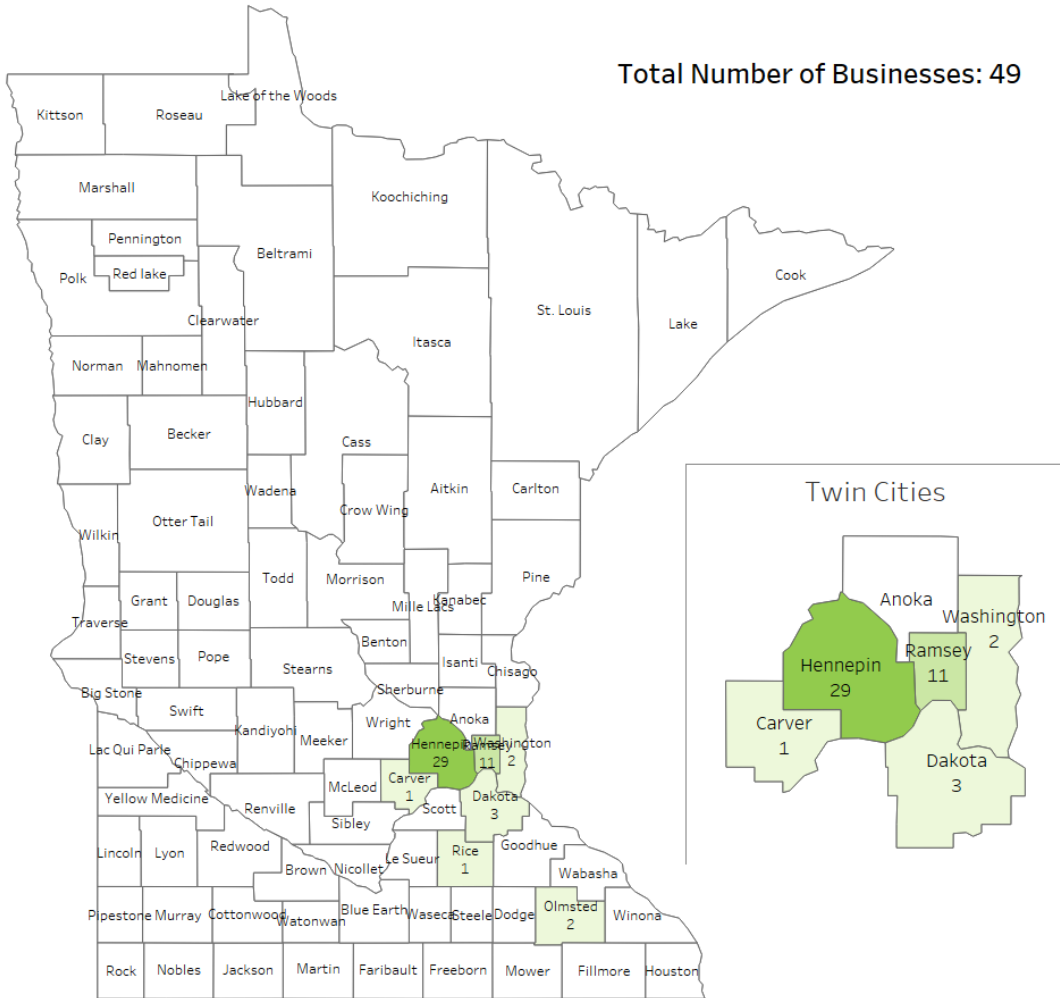 Total Number of Businesses: 49
Lake of the Woods
Kittson
Roseau
Marshall
Koochiching
Pennington
Beltrami
Polk
Red lake
Cook
St. Louis
Clearwater
Lake
Itasca
Norman
Mahnomen
Hubbard
Becker
Clay
Cass
Wadena
Aitkin
Carlton
Crow Wing
Otter Tail
Wilkin
Todd
Morrison
Pine
Grant
Douglas
Mille Lacs
Kanabec
Traverse
Benton
Stevens
Pope
Stearns
Isanti
Chisago
Big Stone
Sherburne
Swift
Kandiyohi
Wright
Anoka
Meeker
Lac Qui Parle
Hennepin
29
Ramsey
11
Washington
2
Chippewa
Carver
1
McLeod
Yellow Medicine
Renville
Scott
Dakota
3
Sibley
Redwood
Lincoln
Lyon
Brown
Nicollet
Le Sueur
Rice
1
Goodhue
Wabasha
Pipestone
Murray
Cottonwood
Watonwan
Blue Earth
Waseca
Steele
Dodge
Olmsted
2
Winona
Rock
Nobles
Jackson
Martin
Faribault
Freeborn
Mower
Fillmore
Houston
Twin Cities
Anoka
Washington
2
Hennepin
29
Ramsey
11
Carver
1
Dakota
3